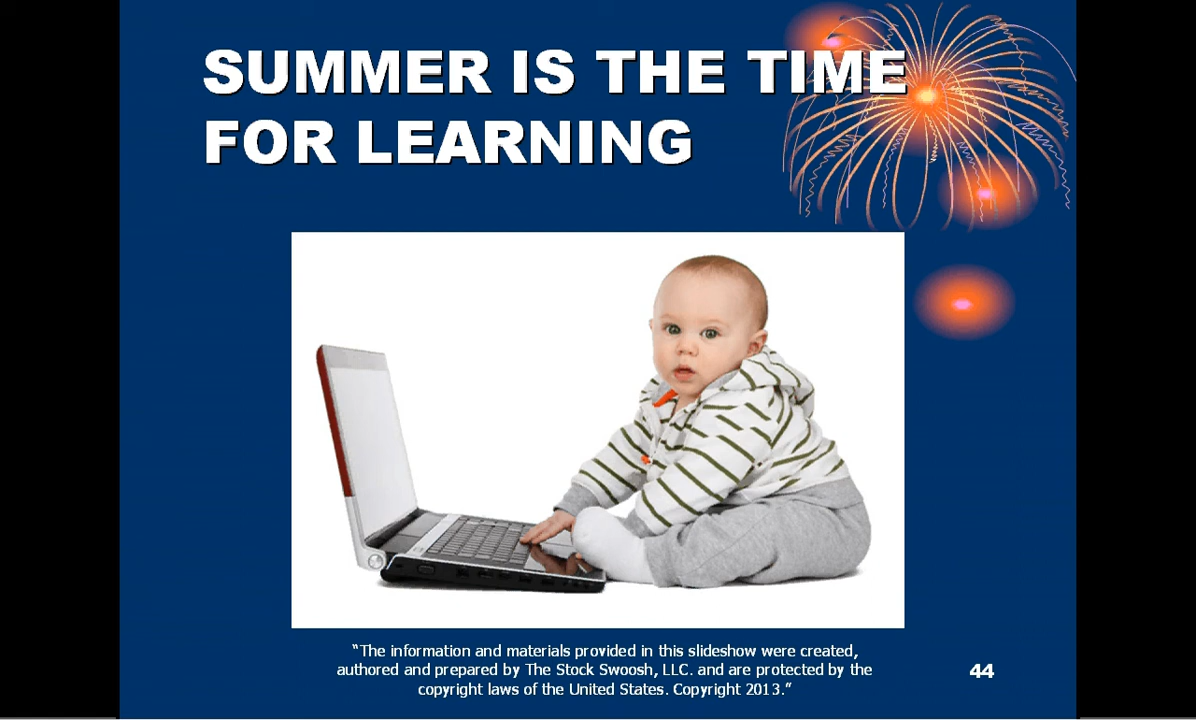 SUMMER IS THE TIME
FOR LEARNING
“The information and materials provided in this slideshow were created,
authored and prepared by The Stock Swoosh, LLC. and are protected by the
copyright laws of the United States. Copyright 2013.”
44